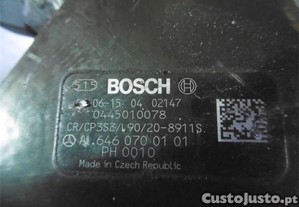 BOSCH
06-15 04 02147
0445010078
CR/CP3S3/L90/20-8911S
A 646 070 01 01
PH 0010
Made in Czech Republic
CustoJusto.pt